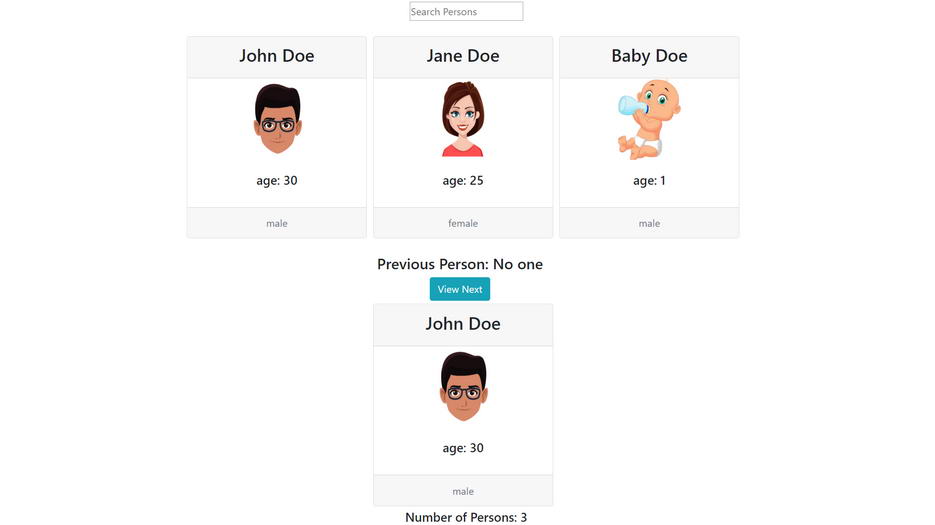 Search Persons
John Doe
Jane Doe
Baby Doe
age: 30
age: 25
age: 1
male
female
male
Previous Person: No one
View Next
John Doe
age: 30
male
Number of Persons: 3